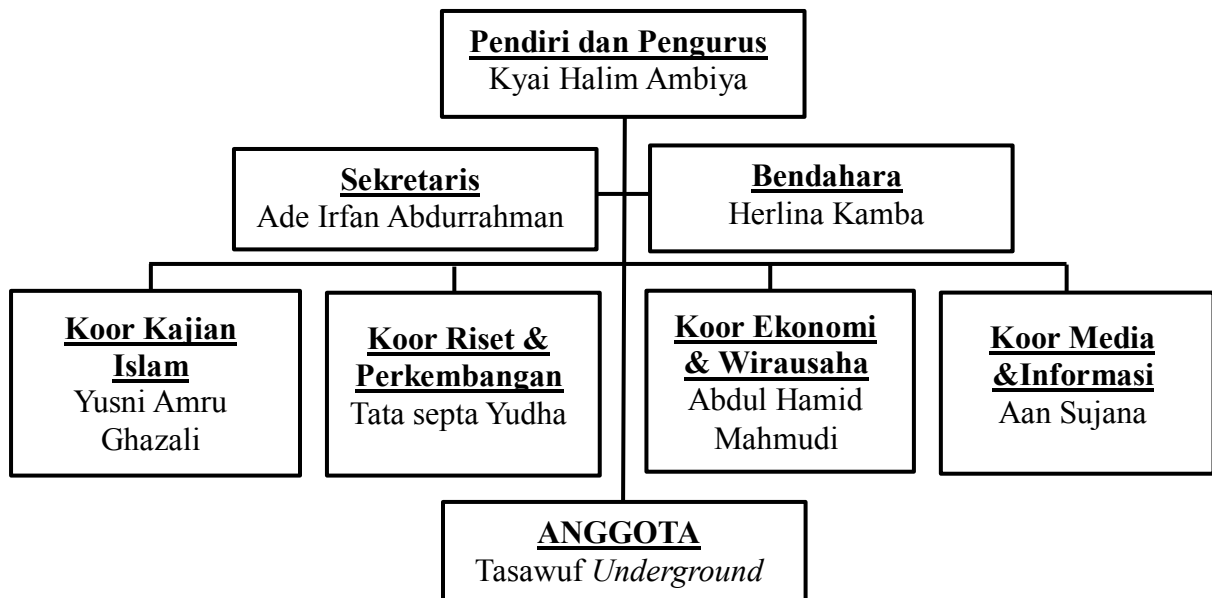 Pendiri dan Pengurus
Kyai Halim Ambiya
Sekretaris
Ade Irfan Abdurrahman
Bendahara
Herlina Kamba
Koor Kajian
Islam
Yusni Amru
Ghazali
Koor Riset &
Perkembangan
Tata septa Yudha
Koor Ekonomi
& Wirausaha
Abdul Hamid
Mahmudi
Koor Media
&Informasi
Aan Sujana
ANGGOTA
Tasawuf Underground